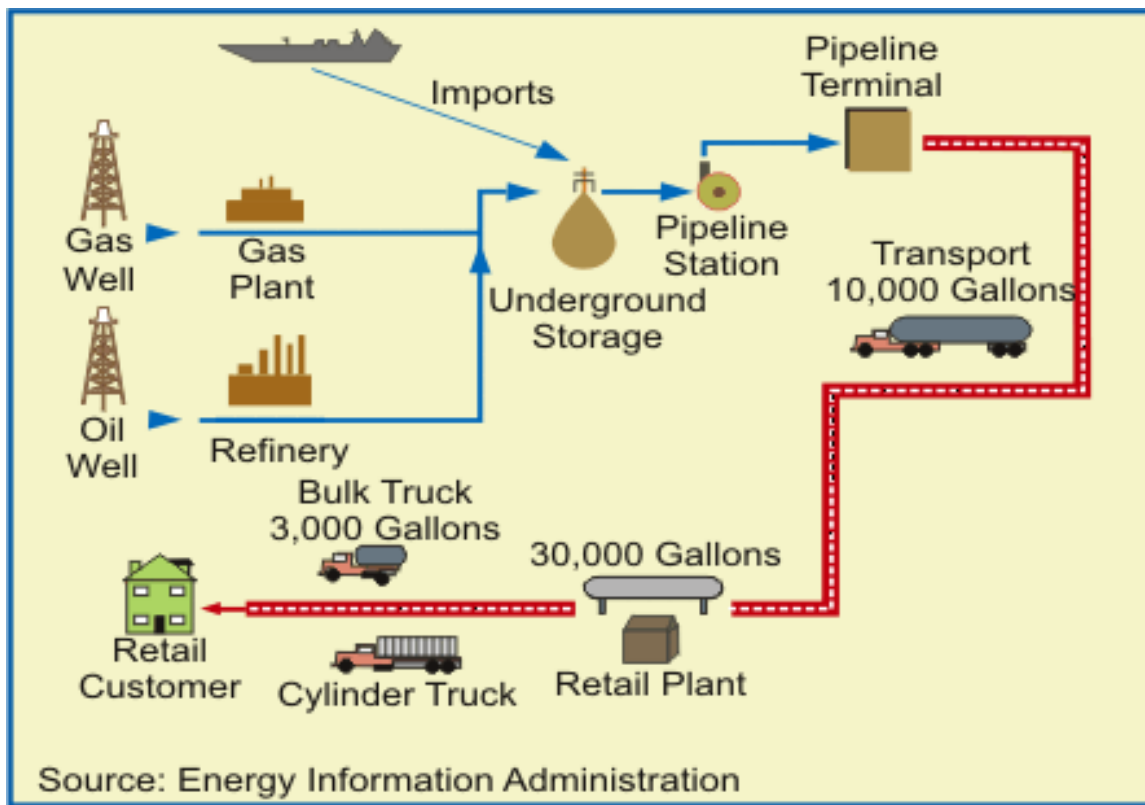 Pipeline
Terminal
Imports
Gas
Well
Gas
Plant
Pipeline
Station
Underground
Storage
Transport
10,000 Gallons
Oil
Well
Refinery
Bulk Truck
3,000 Gallons
30,000 Gallons
Retail
Customer
Cylinder Truck
Retail Plant
Source: Energy Information Administration